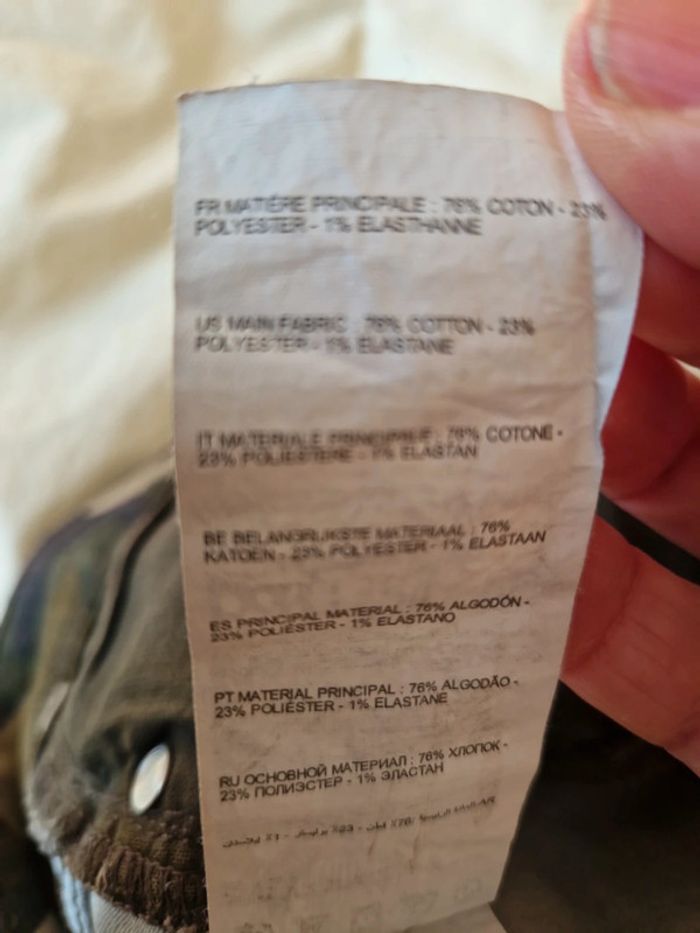 FR MATIÈRE PRINCIPALE : 76% COTON - 23%
POLYESTER - 1% ELASTHANNE
US MAIN FABRIC : 76% COTTON - 23%
POLYESTER - 1% ELASTANE
IT MATERIALE PRINCIPALE : 76% COTONE -
23% POLIESTERE - 1% ELASTAN
BE BELANGRIJKSTE MATERIAAL : 76%
KATOEN - 23% POLYESTER - 1% ELASTAAN
ES PRINCIPAL MATERIAL : 76% ALGODÓN -
23% POLIÉSTER - 1% ELASTANO
PT MATERIAL PRINCIPAL : 76% ALGODÃO -
23% POLIÉSTER - 1% ELASTANE
RU ОСНОВНОЙ МАТЕРИАЛ : 76% ХЛОПОК -
23% ПОЛИЭСТЕР - 1% ЭЛАСТАН